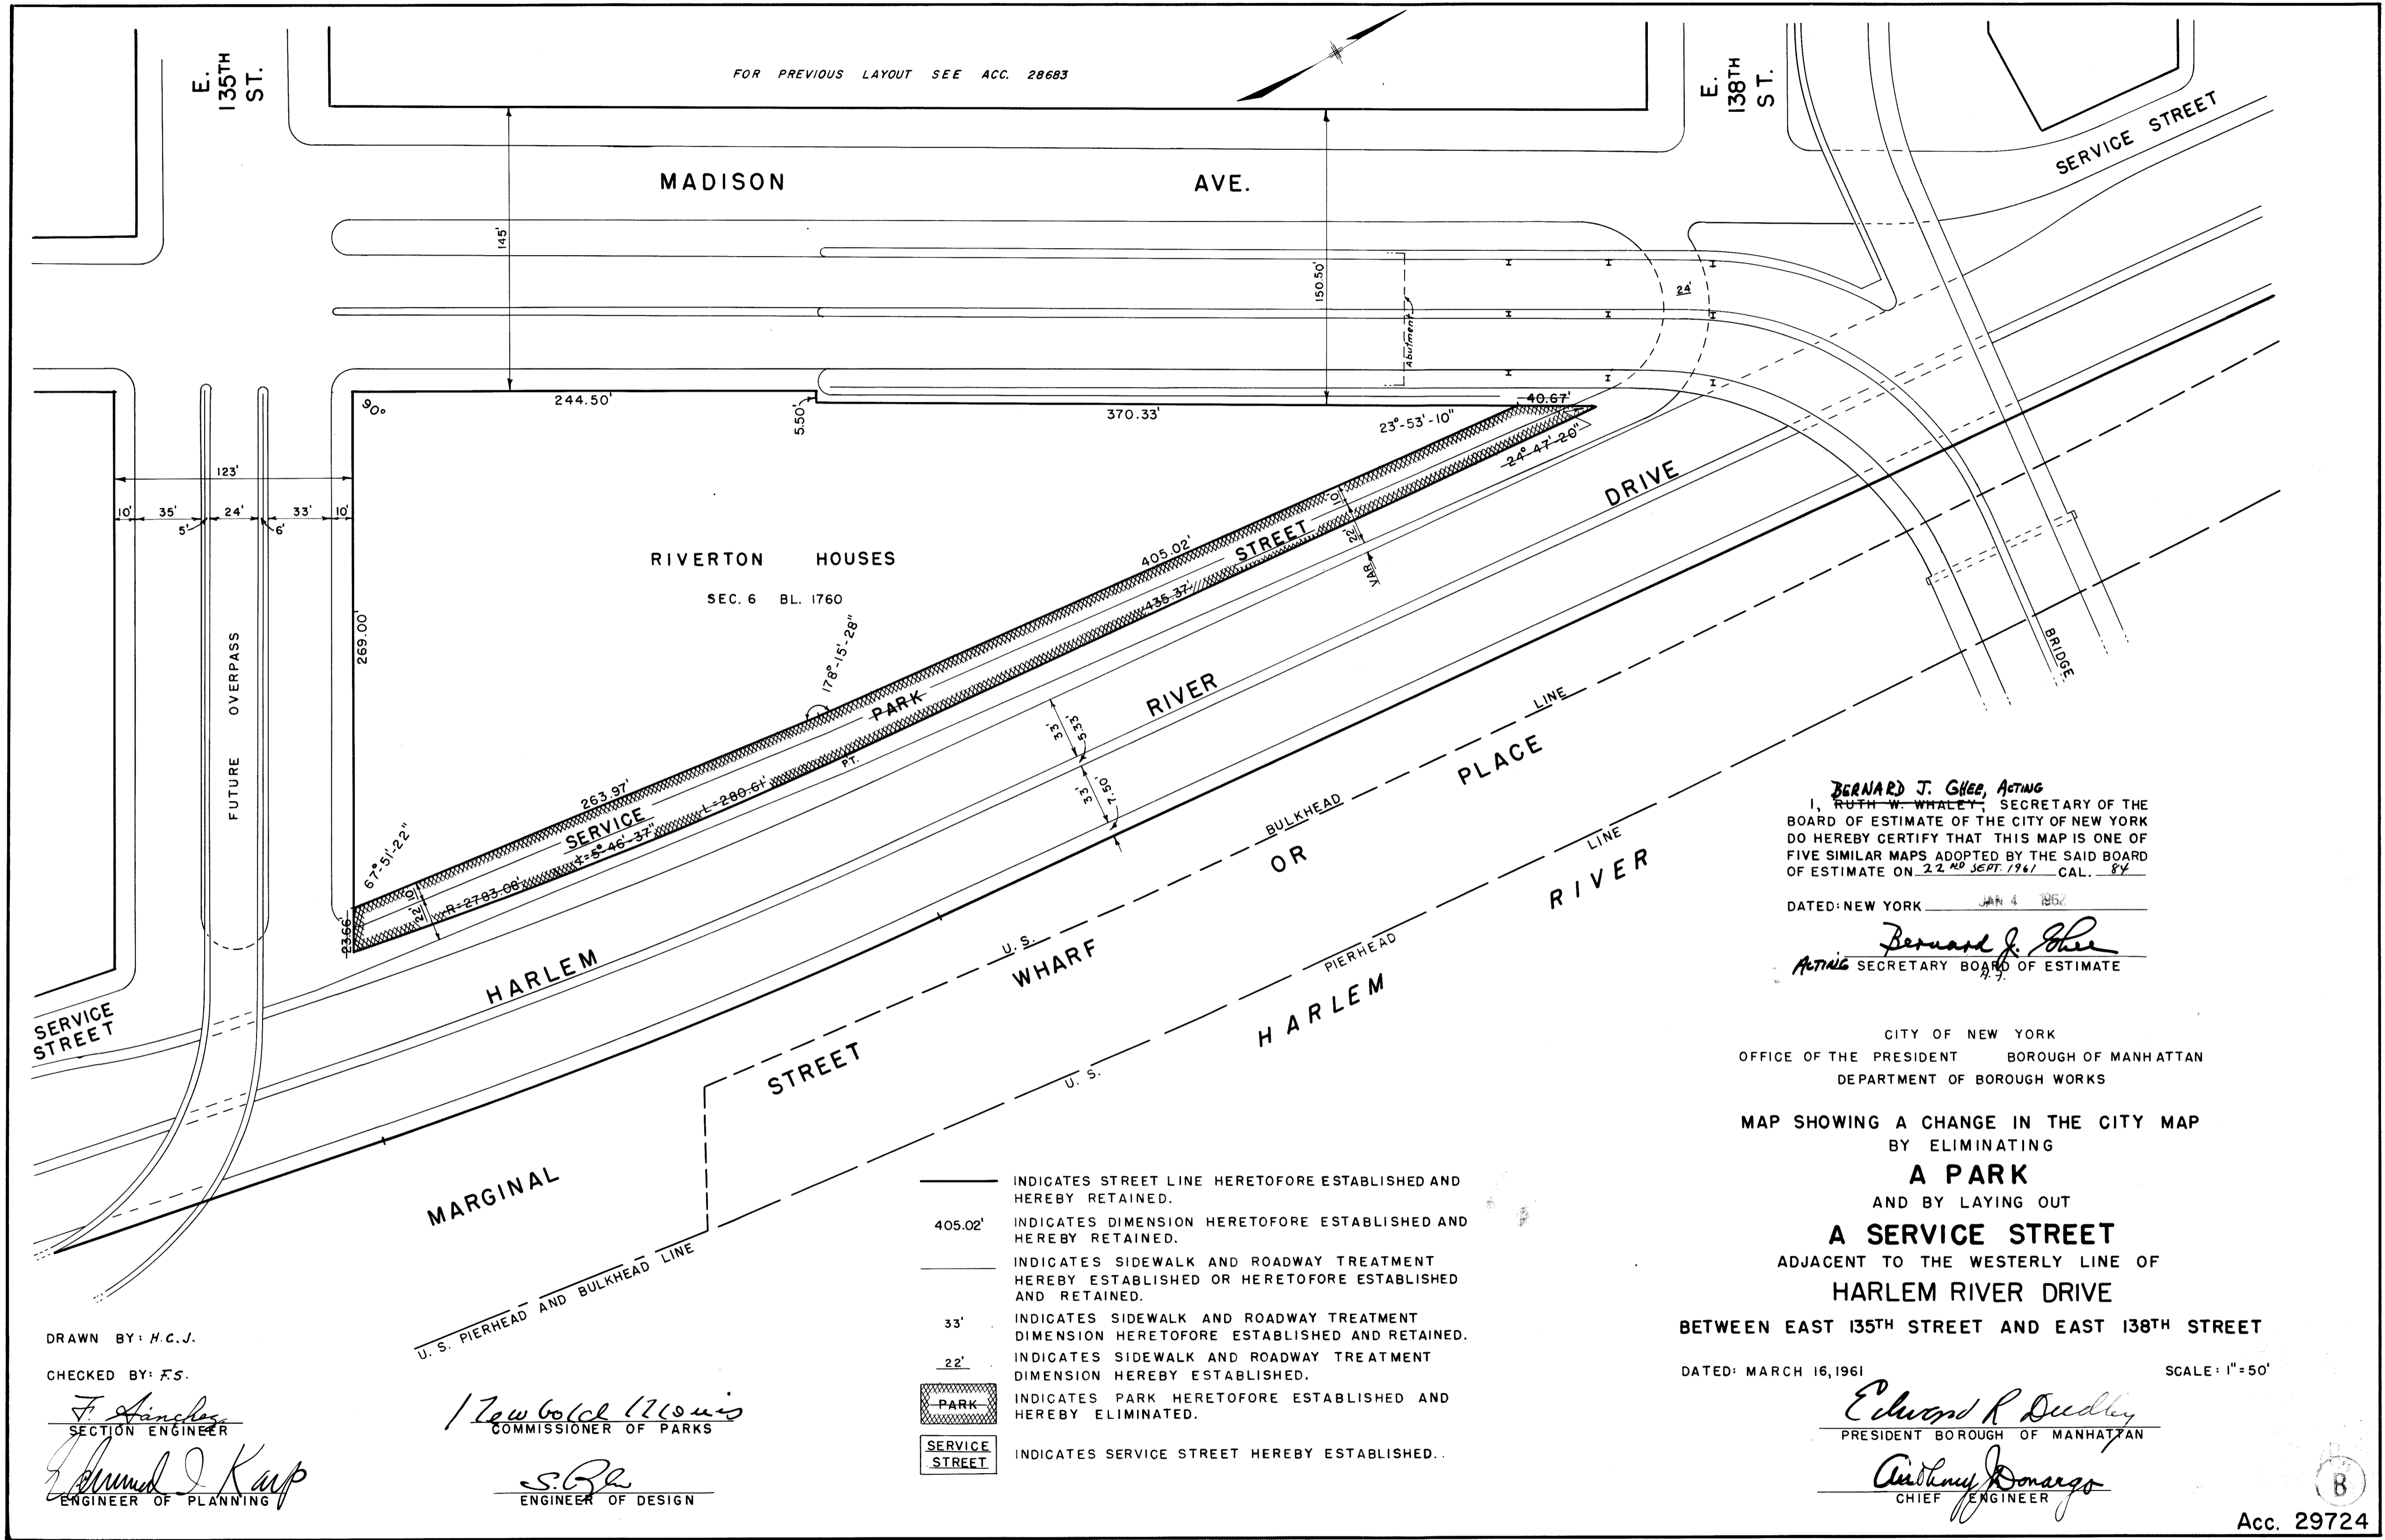 E.
135TH
ST.
FOR PREVIOUS LAYOUT SEE ACC. 28683
E.
138TH
ST.
SERVICE STREET
MADISON AVE.
145'
150.50'
Abutment
24'
90°
244.50'
5.50'
370.33'
40.67'
23°-53'-10"
24°-47'-20"
123'
10' 35' 24' 33' 10'
5' 6'
RIVERTON HOUSES
SEC. 6 BL. 1760
269.00'
FUTURE OVERPASS
405.02'
10'
22'
VAR.
STREET
435.37'
178°-15'-28"
PARK
P.T.
263.97'
SERVICE
L=280.61'
∡=5°-46'-37"
R=2783.08'
67°-51'-22"
10'
22'
23.66'
33'
5.33'
33'
7.50'
HARLEM RIVER DRIVE
BRIDGE
SERVICE
STREET
U.S. BULKHEAD LINE
MARGINAL STREET WHARF OR PLACE
U.S. PIERHEAD LINE
HARLEM RIVER
U.S. PIERHEAD AND BULKHEAD LINE
BERNARD J. GHEE, ACTING
I, RUTH W. WHALEY, SECRETARY OF THE
BOARD OF ESTIMATE OF THE CITY OF NEW YORK
DO HEREBY CERTIFY THAT THIS MAP IS ONE OF
FIVE SIMILAR MAPS ADOPTED BY THE SAID BOARD
OF ESTIMATE ON 22ND SEPT. 1961 CAL. 84
DATED: NEW YORK JAN 4 1962
Bernard J. Ghee
ACTING SECRETARY BOARD OF ESTIMATE
CITY OF NEW YORK
OFFICE OF THE PRESIDENT BOROUGH OF MANHATTAN
DEPARTMENT OF BOROUGH WORKS
MAP SHOWING A CHANGE IN THE CITY MAP
BY ELIMINATING
A PARK
AND BY LAYING OUT
A SERVICE STREET
ADJACENT TO THE WESTERLY LINE OF
HARLEM RIVER DRIVE
BETWEEN EAST 135TH STREET AND EAST 138TH STREET
DATED: MARCH 16, 1961 SCALE: 1"=50'
Edward R Dudley
PRESIDENT BOROUGH OF MANHATTAN
Anthony J Donargo
CHIEF ENGINEER
INDICATES STREET LINE HERETOFORE ESTABLISHED AND
HEREBY RETAINED.
405.02' INDICATES DIMENSION HERETOFORE ESTABLISHED AND
HEREBY RETAINED.
INDICATES SIDEWALK AND ROADWAY TREATMENT
HEREBY ESTABLISHED OR HERETOFORE ESTABLISHED
AND RETAINED.
33' INDICATES SIDEWALK AND ROADWAY TREATMENT
DIMENSION HERETOFORE ESTABLISHED AND RETAINED.
22' INDICATES SIDEWALK AND ROADWAY TREATMENT
DIMENSION HEREBY ESTABLISHED.
PARK INDICATES PARK HERETOFORE ESTABLISHED AND
HEREBY ELIMINATED.
SERVICE
STREET INDICATES SERVICE STREET HEREBY ESTABLISHED..
DRAWN BY: H.C.J.
CHECKED BY: F.S.
F. Sánchez
SECTION ENGINEER
Edmund J Karp
ENGINEER OF PLANNING
Newbold Morris
COMMISSIONER OF PARKS
ENGINEER OF DESIGN
B
Acc. 29724